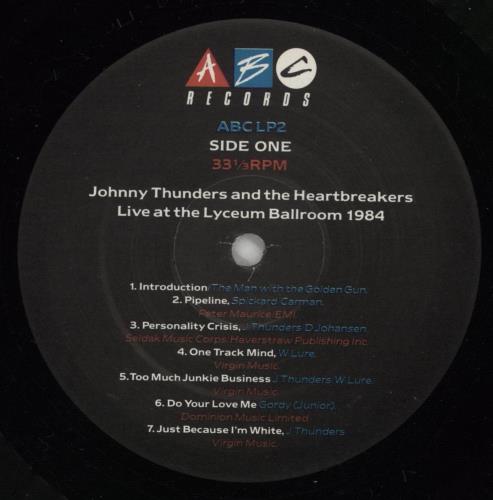 ABC
RECORDS
ABC LP2
SIDE ONE
33⅓RPM
Johnny Thunders and the Heartbreakers
Live at the Lyceum Ballroom 1984
1. Introduction/The Man with the Golden Gun.
2. Pipeline, Spickard/Carman.
Peter Maurice/EMI.
3. Personality Crisis, J Thunders/D Johansen.
Seldak Music Corps/Haverstraw Publishing Inc.
4. One Track Mind, W Lure.
Virgin Music.
5. Too Much Junkie Business J Thunders/W Lure.
Virgin Music.
6. Do Your Love Me Gordy (Junior).
Dominion Music Limited
7. Just Because I'm White, J Thunders
Virgin Music.